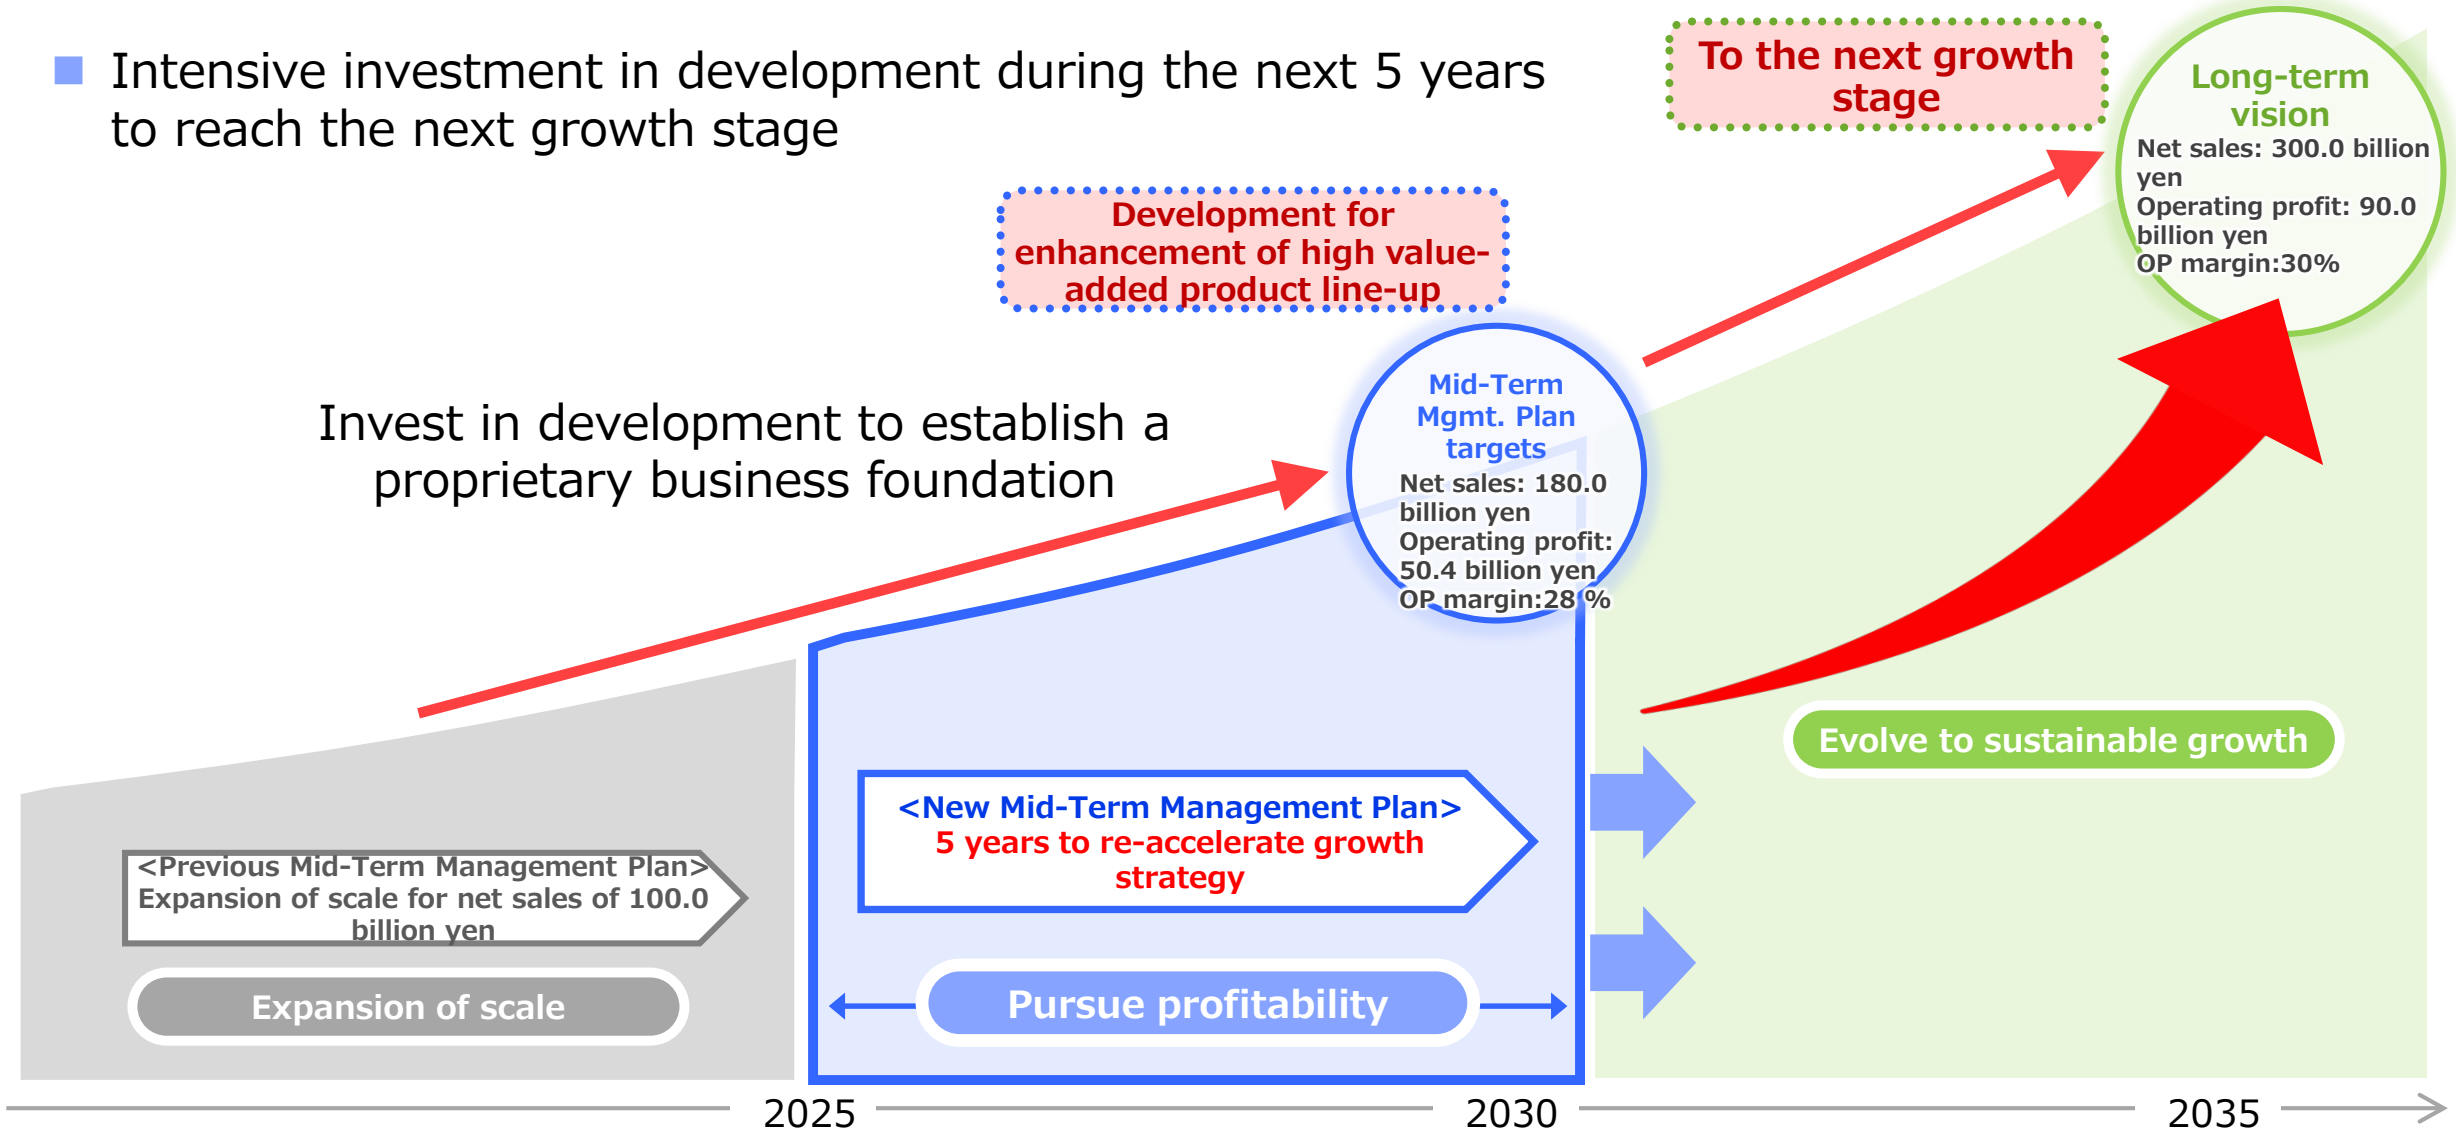 Intensive investment in development during the next 5 years
to reach the next growth stage
To the next growth
stage
Long-term
vision
Net sales: 300.0 billion
yen
Operating profit: 90.0
billion yen
OP margin:30%
Development for
enhancement of high value-
added product line-up
Mid-Term
Mgmt. Plan
targets
Net sales: 180.0
billion yen
Operating profit:
50.4 billion yen
OP margin:28 %
Invest in development to establish a
proprietary business foundation
Evolve to sustainable growth
<New Mid-Term Management Plan>
5 years to re-accelerate growth
strategy
<Previous Mid-Term Management Plan>
Expansion of scale for net sales of 100.0
billion yen
Expansion of scale
Pursue profitability
2025
2030
2035